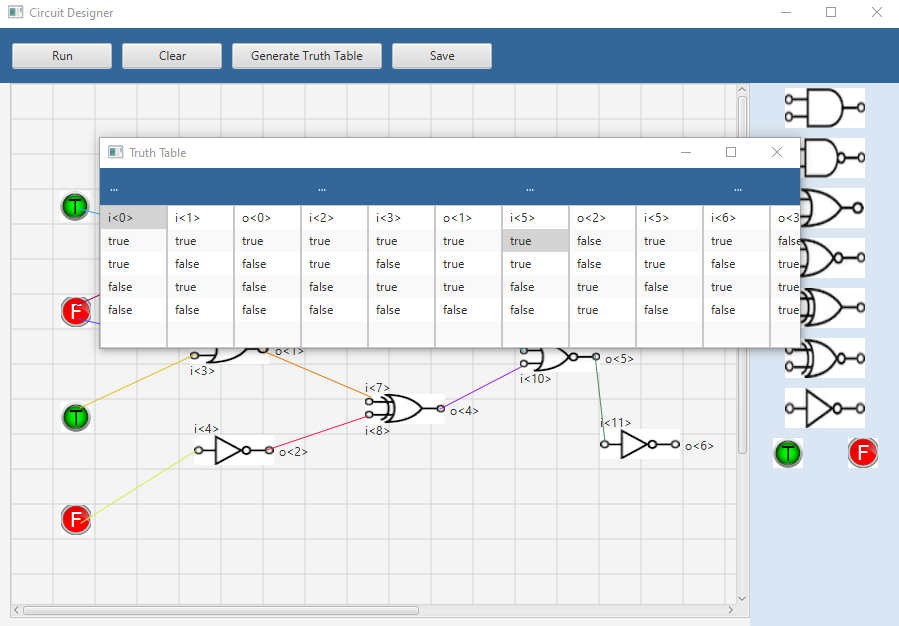 Circuit Designer
Run Clear Generate Truth Table Save
Truth Table
... ... ... ...
i<0> i<1> o<0> i<2> i<3> o<1> i<5> o<2> i<5> i<6> o<3
true true true true true true true false true true false
true false false true false true true false false false true
false true false false true true false true true true true
false false false false false false false true false false true
T
F
o<1>
i<3>
o<5>
i<10>
i<7>
o<4>
i<8>
T
i<4>
o<2>
i<11>
o<6>
T F
F